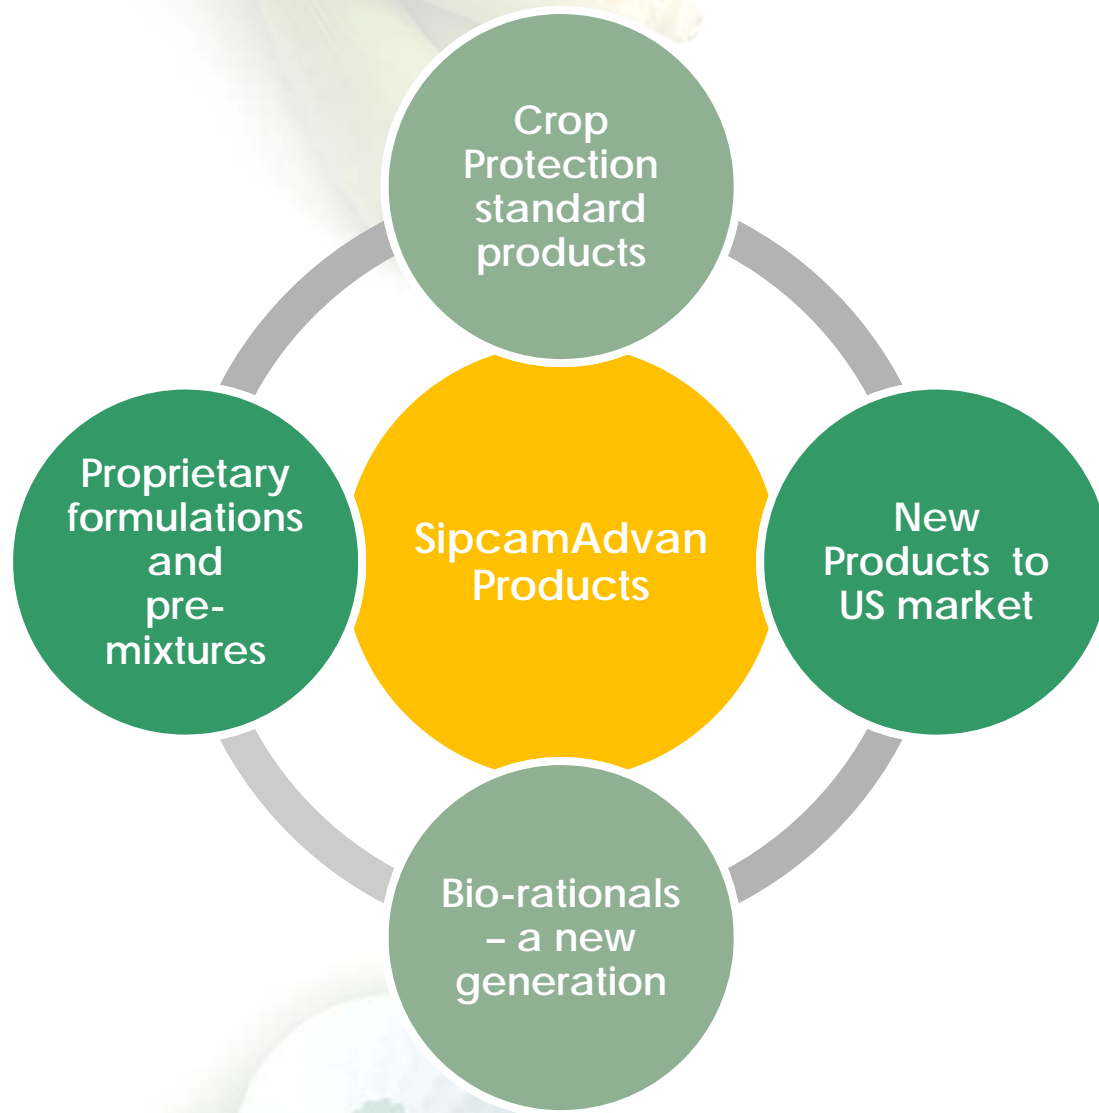 Crop
Protection
standard
products
Proprietary
formulations
and
pre-
mixtures
SipcamAdvan
Products
New
Products to
US market
Bio-rationals
– a new
generation